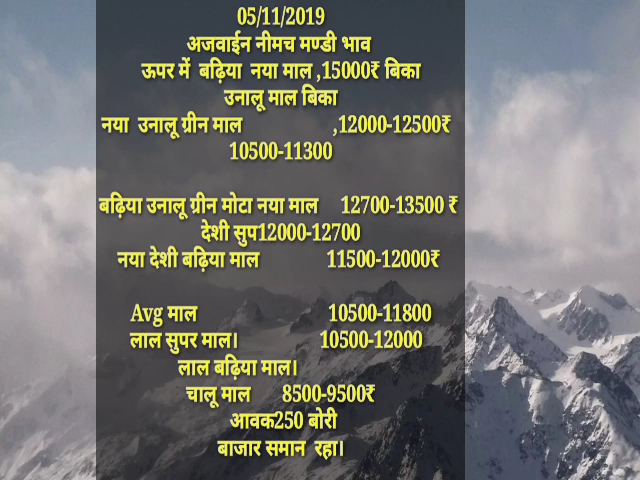 05/11/2019
अजवाईन नीमच मण्डी भाव
ऊपर में बढ़िया नया माल ,15000₹ बिका
उनालू माल बिका
नया उनालू ग्रीन माल ,12000-12500₹
10500-11300
बढ़िया उनालू ग्रीन मोटा नया माल 12700-13500 ₹
देशी सुप12000-12700
नया देशी बढ़िया माल 11500-12000₹
Avg माल 10500-11800
लाल सुपर माल। 10500-12000
लाल बढ़िया माल।
चालू माल 8500-9500₹
आवक250 बोरी
बाजार समान रहा।